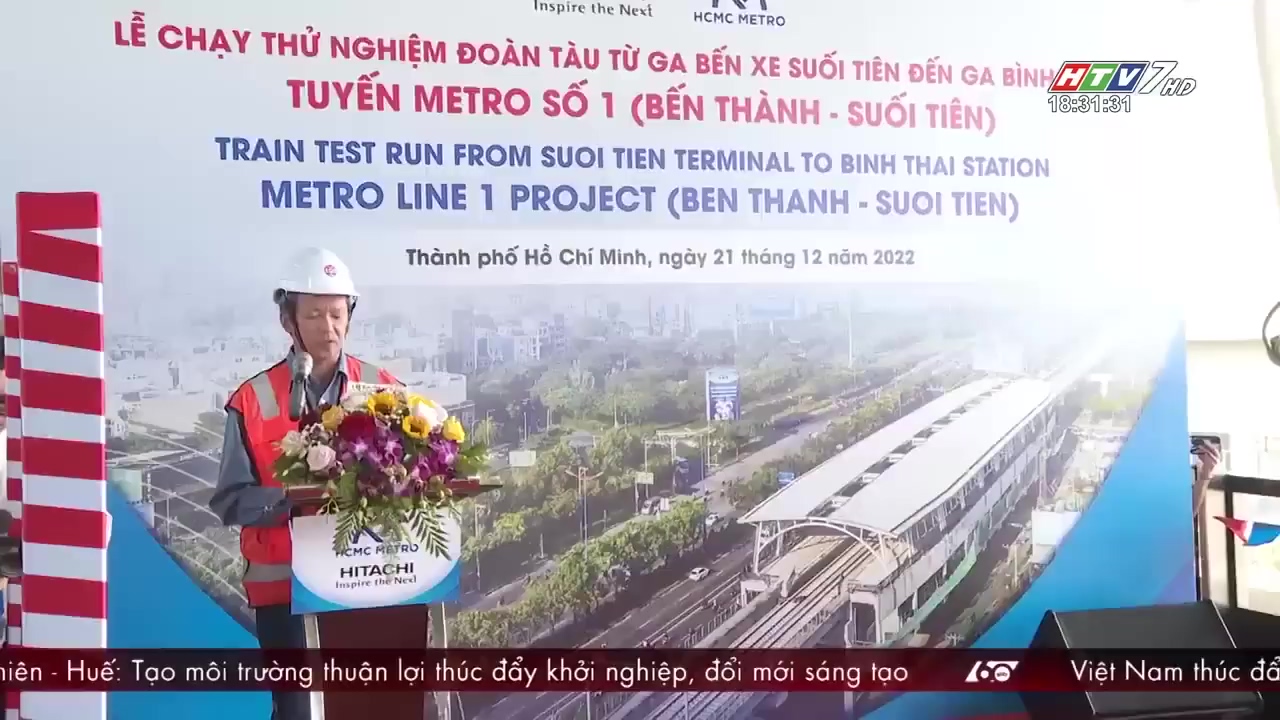 Inspire the Next
HCMC METRO
LỄ CHẠY THỬ NGHIỆM ĐOÀN TÀU TỪ GA BẾN XE SUỐI TIÊN ĐẾN GA BÌNH
TUYẾN METRO SỐ 1 (BẾN THÀNH - SUỐI TIÊN)
TRAIN TEST RUN FROM SUOI TIEN TERMINAL TO BINH THAI STATION
METRO LINE 1 PROJECT (BEN THANH - SUOI TIEN)
Thành phố Hồ Chí Minh, ngày 21 tháng 12 năm 2022
HTV7 HD
18:31:31
HCMC METRO
HITACHI
Inspire the Next
hiên - Huế: Tạo môi trường thuận lợi thúc đẩy khởi nghiệp, đổi mới sáng tạo
Việt Nam thúc đẩ